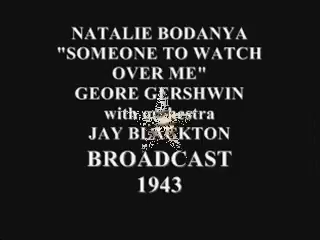 NATALIE BODANYA
"SOMEONE TO WATCH
OVER ME"
GEORE GERSHWIN
with orchestra
JAY BLACKTON
BROADCAST
1943